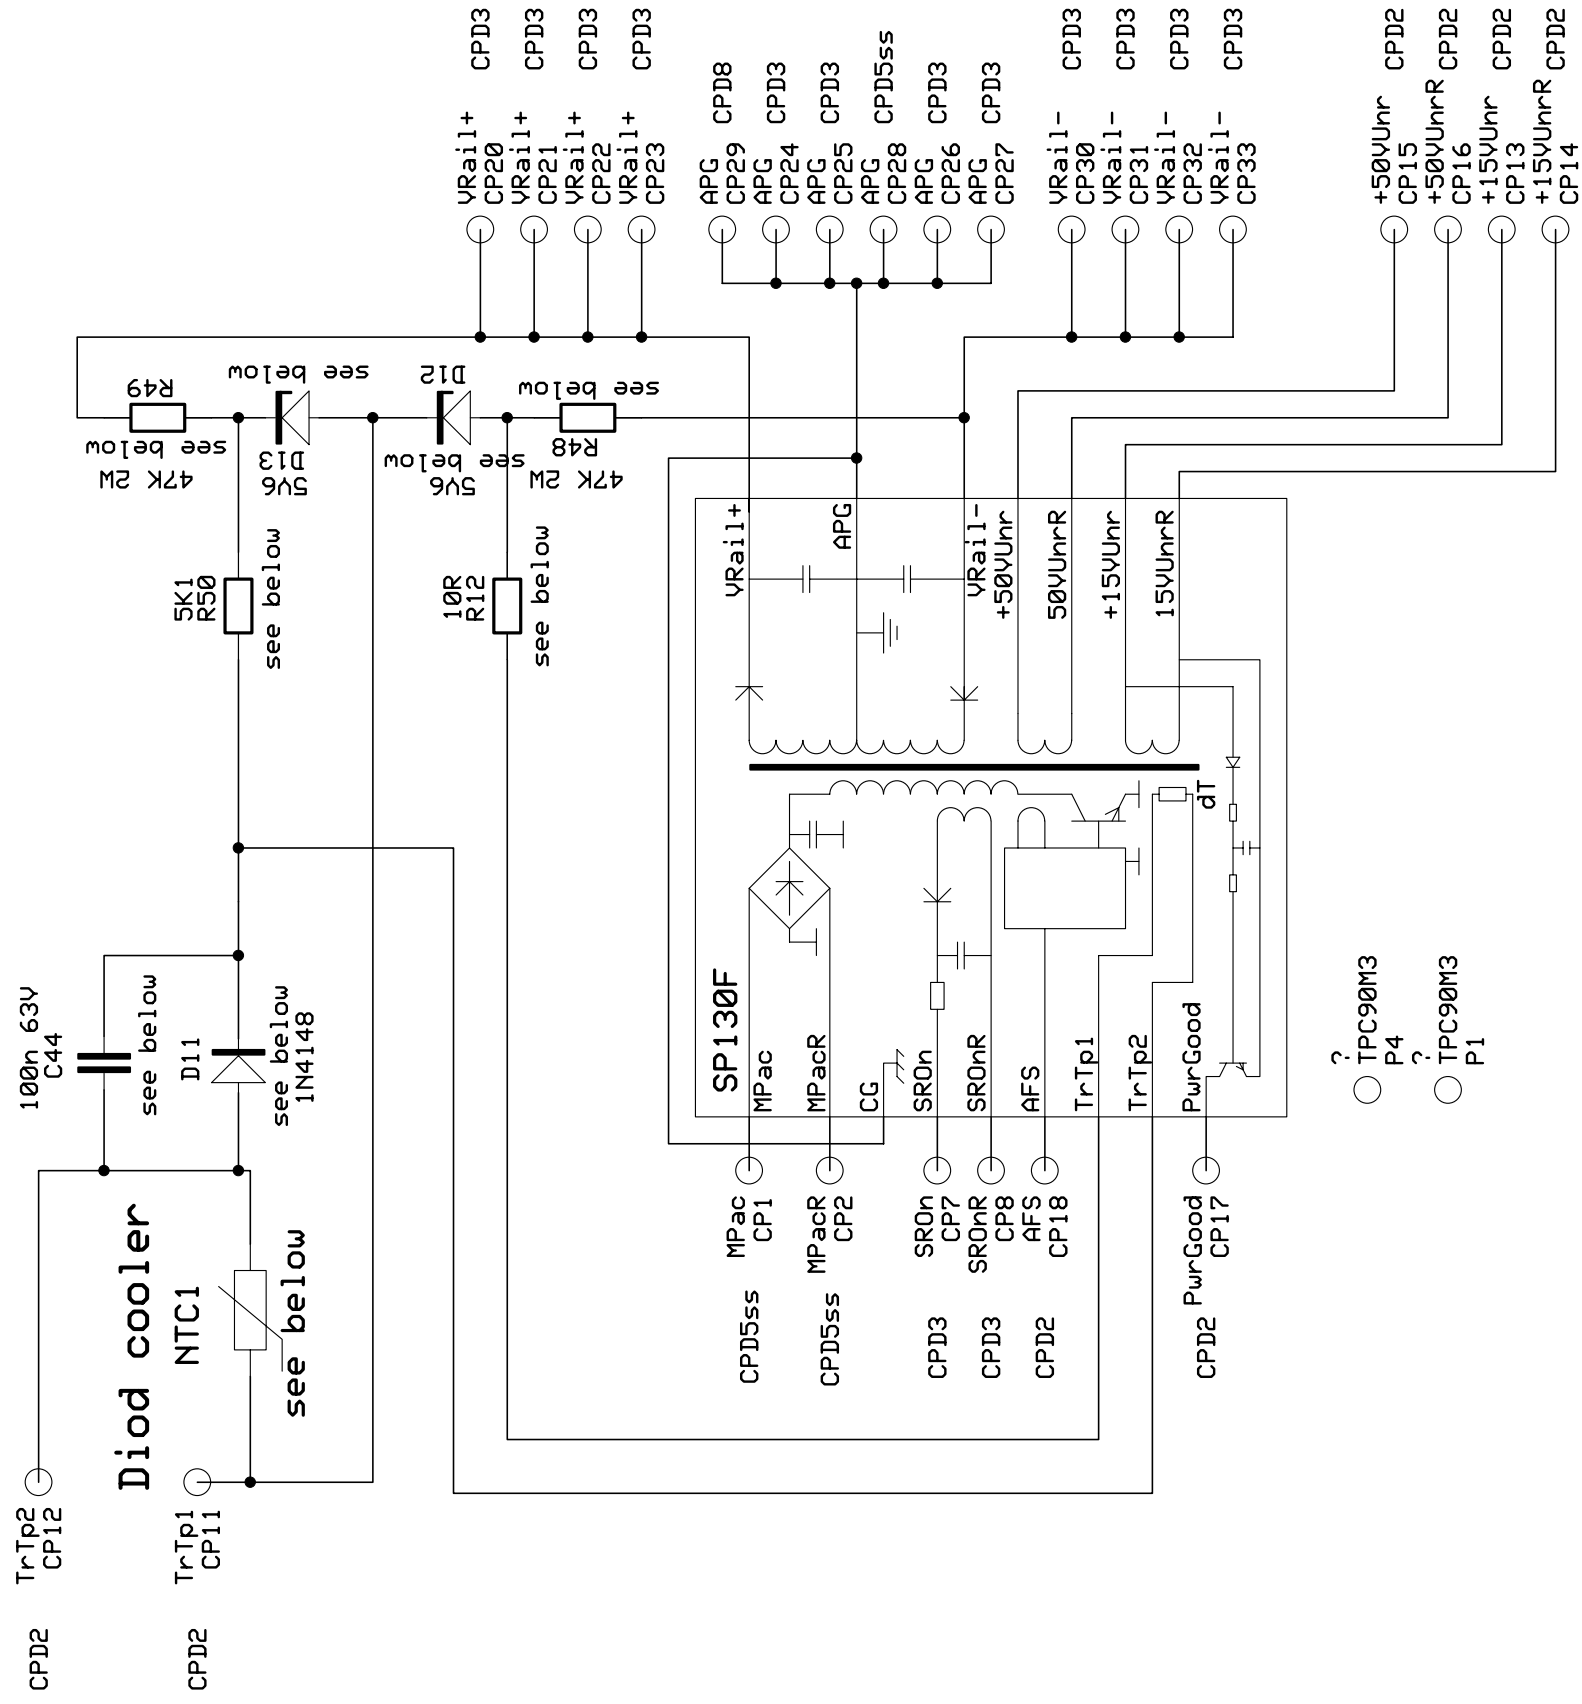 CPD3
VRail+
CP20
CPD3
VRail+
CP21
CPD3
VRail+
CP22
CPD3
VRail+
CP23
CPD8
APG
CP29
CPD3
APG
CP24
CPD3
APG
CP25
CPD5ss
APG
CP28
CPD3
APG
CP26
CPD3
APG
CP27
CPD3
VRail-
CP30
CPD3
VRail-
CP31
CPD3
VRail-
CP32
CPD3
VRail-
CP33
CPD2
+50VUnr
CP15
CPD2
+50VUnrR
CP16
CPD2
+15VUnr
CP13
CPD2
+15VUnrR
CP14
R49
see below
47K 2W
see below
D13
5V6
D12
see below
5V6
see below
R48
47K 2W
5K1
R50
see below
10R
R12
see below
VRail+
APG
VRail-
+50VUnr
50VUnrR
+15VUnr
15VUnrR
dT
SP130F
MPac
MPacR
CG
SROn
SROnR
AFS
TrTp1
TrTp2
PwrGood
100n 63V
C44
see below
D11
see below
1N4148
?
TPC90M3
P4
?
TPC90M3
P1
MPac
CP1
CPD5ss
MPacR
CP2
CPD5ss
SROn
CP7
CPD3
SROnR
CP8
CPD3
AFS
CP18
CPD2
PwrGood
CP17
CPD2
Diod cooler
NTC1
see below
TrTp2
CP12
CPD2
TrTp1
CP11
CPD2